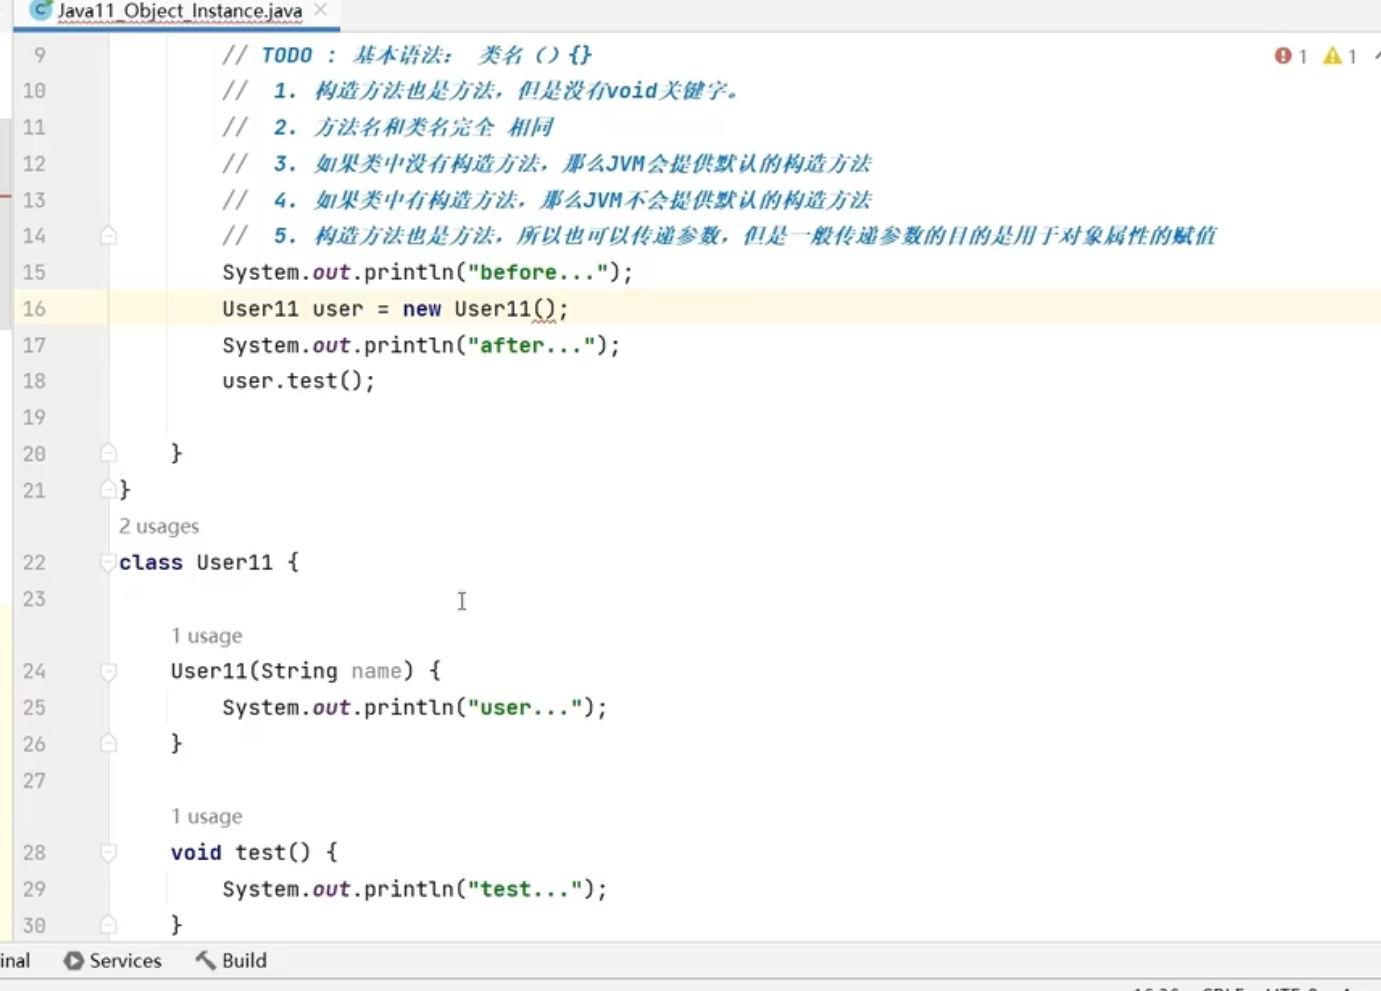 Java11_Object_Instance.java
1 1
9 // TODO : 基本语法： 类名（）{}
10 // 1. 构造方法也是方法，但是没有void关键字。
11 // 2. 方法名和类名完全 相同
12 // 3. 如果类中没有构造方法，那么JVM会提供默认的构造方法
13 // 4. 如果类中有构造方法，那么JVM不会提供默认的构造方法
14 // 5. 构造方法也是方法，所以也可以传递参数，但是一般传递参数的目的是用于对象属性的赋值
15 System.out.println("before...");
16 User11 user = new User11();
17 System.out.println("after...");
18 user.test();
19
20 }
21 }
2 usages
22 class User11 {
23
1 usage
24 User11(String name) {
25 System.out.println("user...");
26 }
27
1 usage
28 void test() {
29 System.out.println("test...");
30 }
inal Services Build